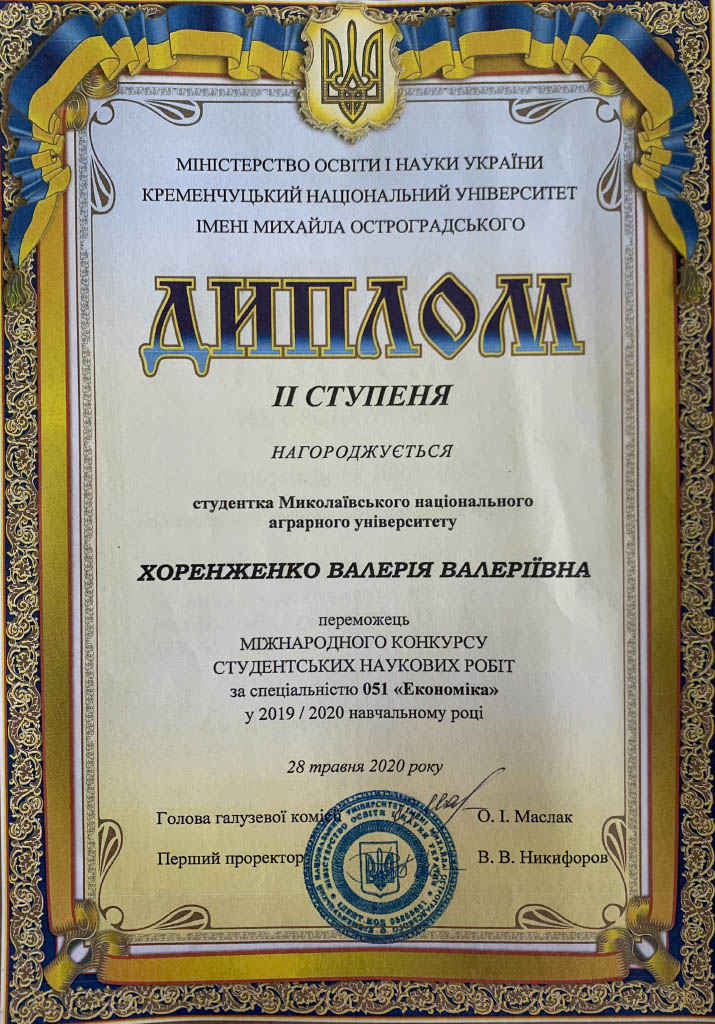 МІНІСТЕРСТВО ОСВІТИ І НАУКИ УКРАЇНИ
КРЕМЕНЧУЦЬКИЙ НАЦІОНАЛЬНИЙ УНІВЕРСИТЕТ
ІМЕНІ МИХАЙЛА ОСТРОГРАДСЬКОГО
ДИПЛОМ
ІІ СТУПЕНЯ
НАГОРОДЖУЄТЬСЯ
студентка Миколаївського національного
аграрного університету
ХОРЕНЖЕНКО ВАЛЕРІЯ ВАЛЕРІЇВНА
переможець
МІЖНАРОДНОГО КОНКУРСУ
СТУДЕНТСЬКИХ НАУКОВИХ РОБІТ
за спеціальністю 051 «Економіка»
у 2019 / 2020 навчальному році
28 травня 2020 року
Голова галузевої комісії О. І. Маслак
Перший проректор В. В. Никифоров